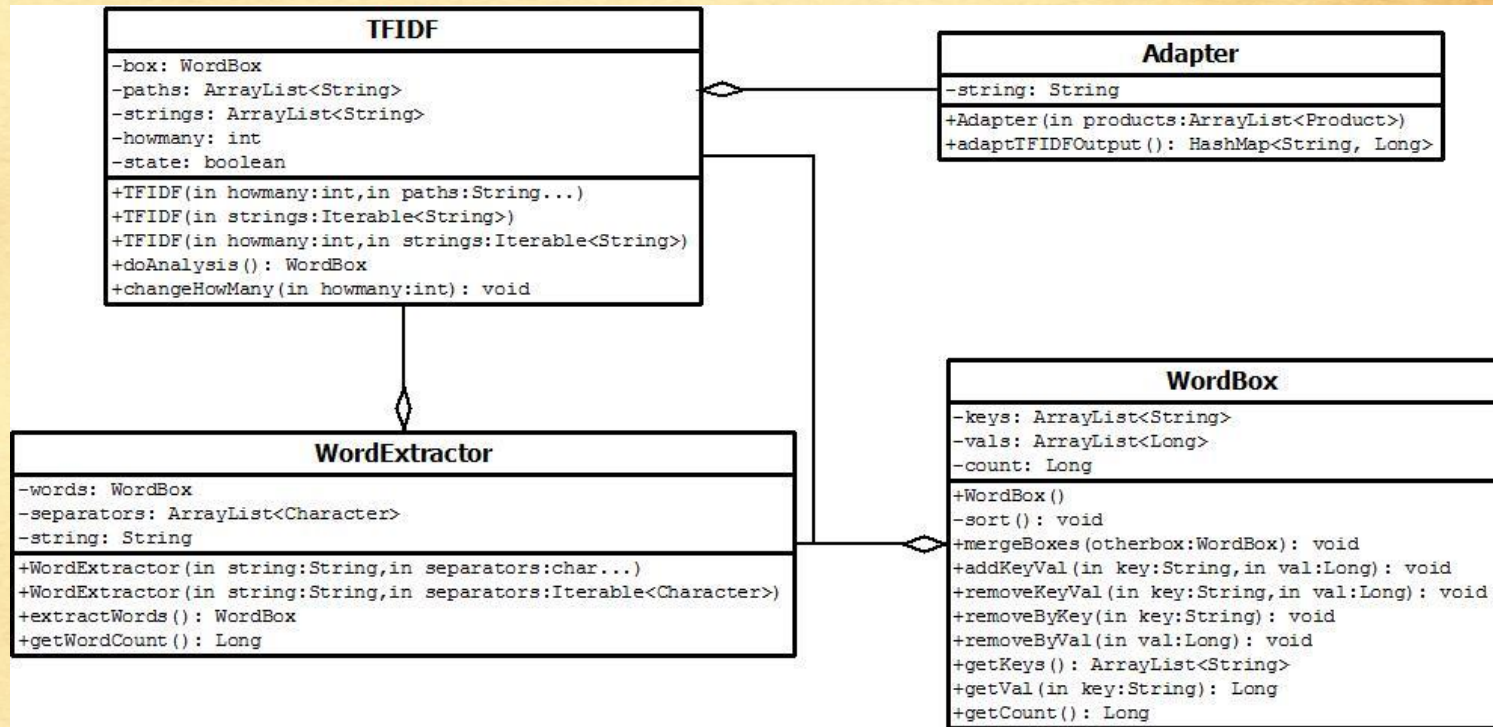 TFIDF
-box: WordBox
-paths: ArrayList<String>
-strings: ArrayList<String>
-howmany: int
-state: boolean
+TFIDF(in howmany:int,in paths:String...)
+TFIDF(in strings:Iterable<String>)
+TFIDF(in howmany:int,in strings:Iterable<String>)
+doAnalysis(): WordBox
+changeHowMany(in howmany:int): void
Adapter
-string: String
+Adapter(in products:ArrayList<Product>)
+adaptTFIDFOutput(): HashMap<String, Long>
WordExtractor
-words: WordBox
-separators: ArrayList<Character>
-string: String
+WordExtractor(in string:String,in separators:char...)
+WordExtractor(in string:String,in separators:Iterable<Character>)
+extractWords(): WordBox
+getWordCount(): Long
WordBox
-keys: ArrayList<String>
-vals: ArrayList<Long>
-count: Long
+WordBox()
-sort(): void
+mergeBoxes(otherbox:WordBox): void
+addKeyVal(in key:String,in val:Long): void
+removeKeyVal(in key:String,in val:Long): void
+removeByKey(in key:String): void
+removeByVal(in val:Long): void
+getKeys(): ArrayList<String>
+getVal(in key:String): Long
+getCount(): Long